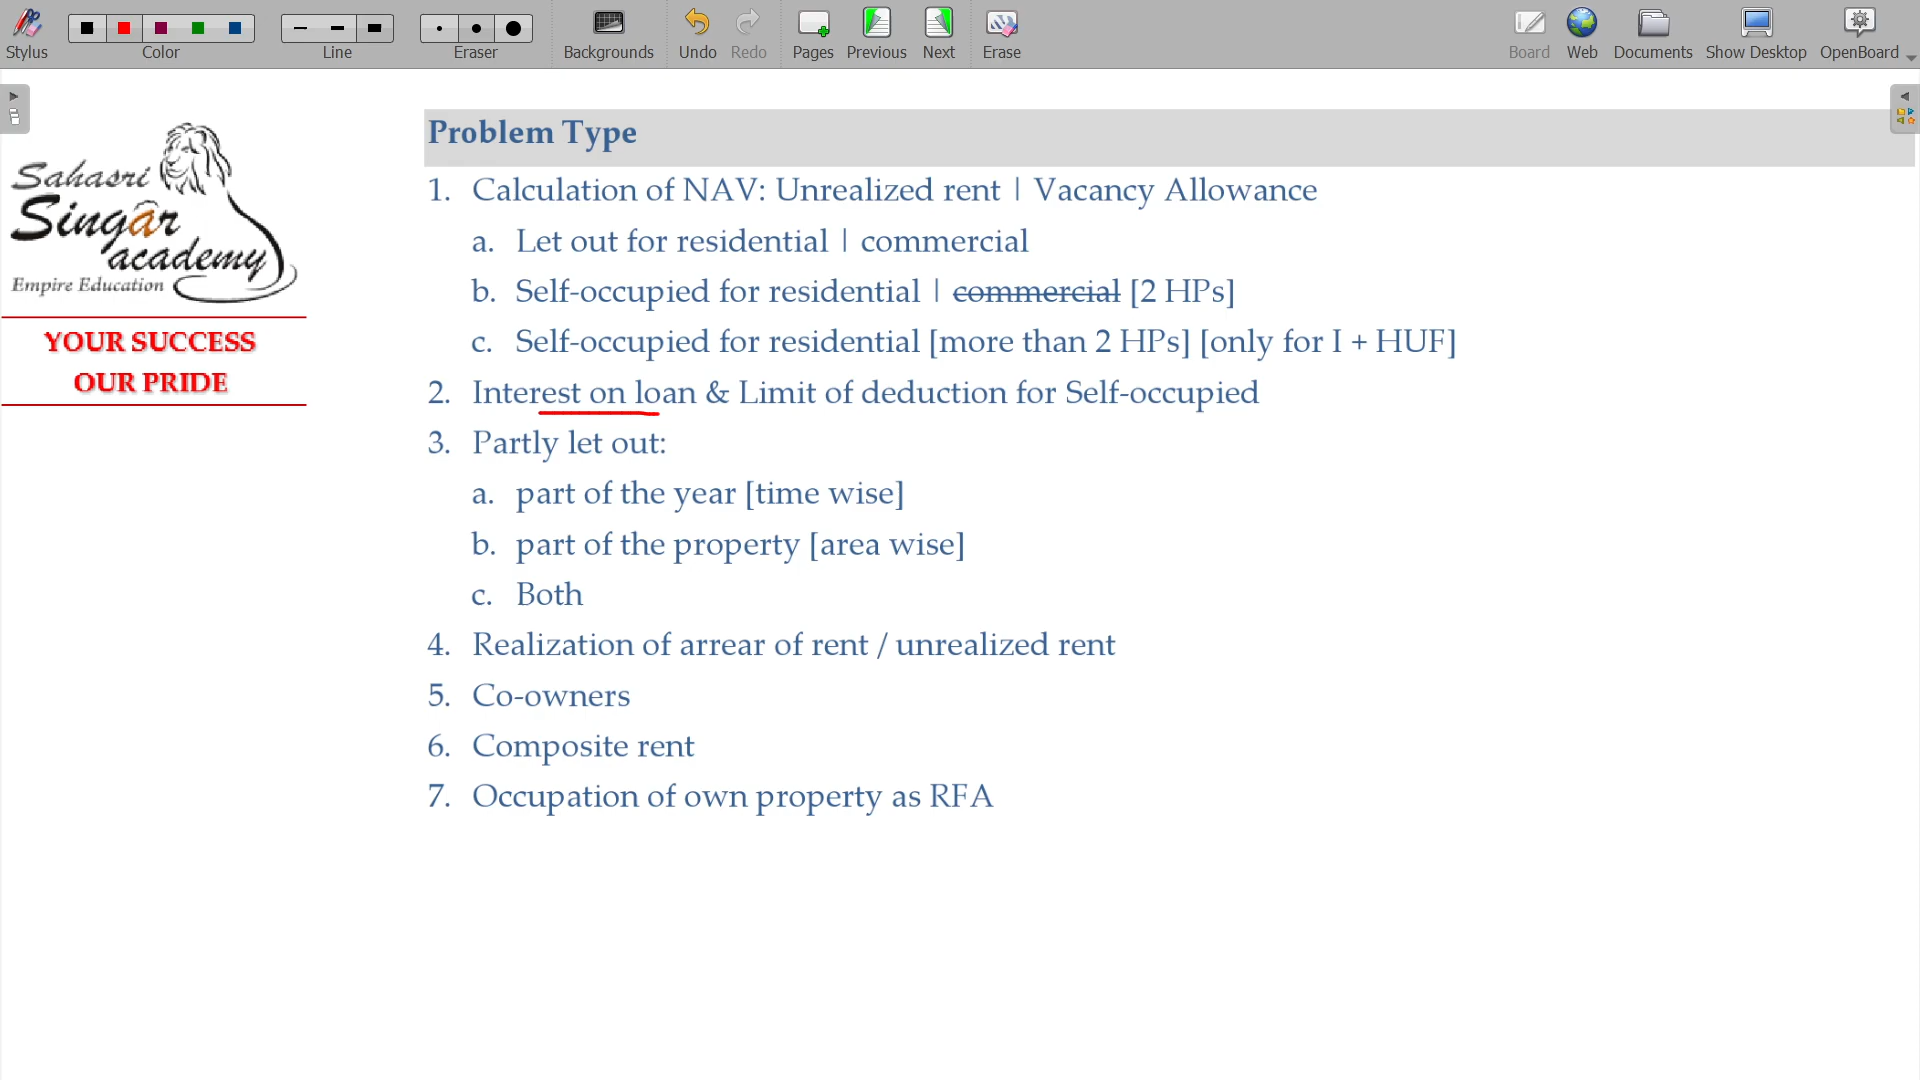 Stylus
Color
Line
Eraser
Backgrounds
Undo
Redo
Pages
Previous
Next
Erase
Board
Web
Documents
Show Desktop
OpenBoard
Sahasri
Singar
academy
Empire Education
YOUR SUCCESS
OUR PRIDE
Problem Type
1. Calculation of NAV: Unrealized rent | Vacancy Allowance
a. Let out for residential | commercial
b. Self-occupied for residential | commercial [2 HPs]
c. Self-occupied for residential [more than 2 HPs] [only for I + HUF]
2. Interest on loan & Limit of deduction for Self-occupied
3. Partly let out:
a. part of the year [time wise]
b. part of the property [area wise]
c. Both
4. Realization of arrear of rent / unrealized rent
5. Co-owners
6. Composite rent
7. Occupation of own property as RFA